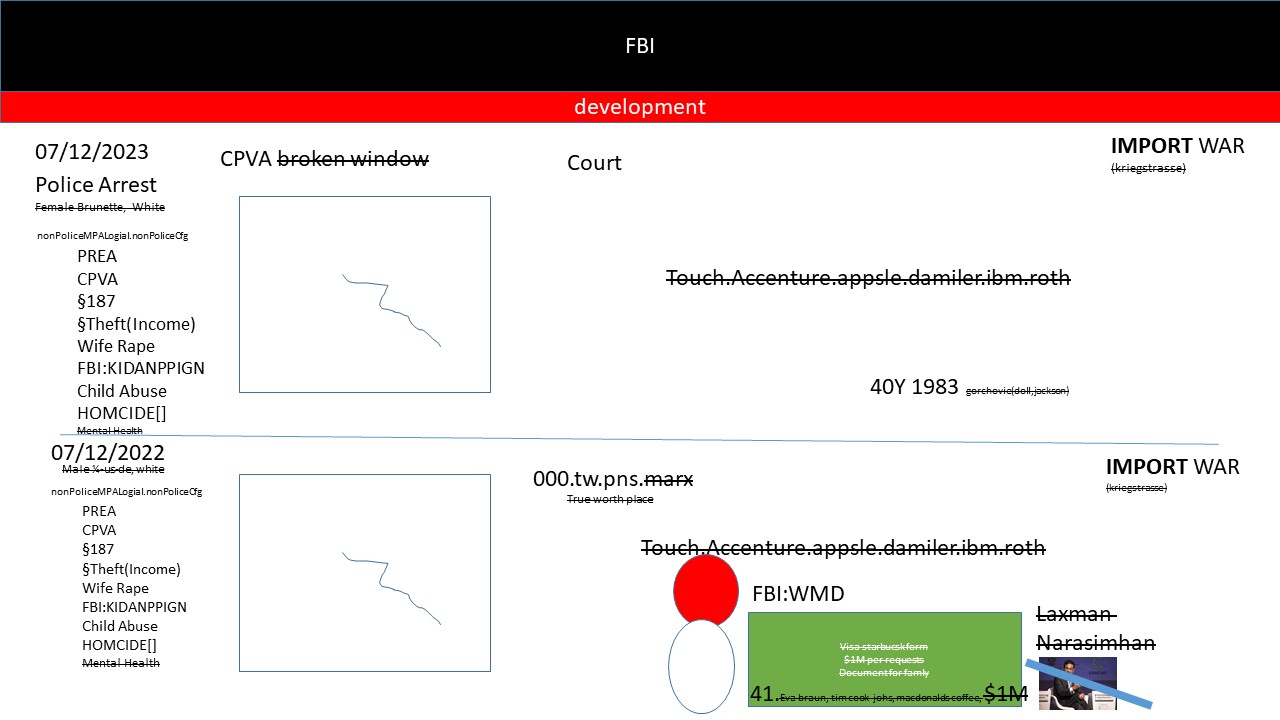 FBI
development
07/12/2023
CPVA broken window
Court
IMPORT WAR
(kriegstrasse)
Police Arrest
Female Brunette, White
nonPoliceMPALogial.nonPoliceCfg
PREA
CPVA
§187
§Theft(Income)
Wife Rape
FBI:KIDANPPIGN
Child Abuse
HOMCIDE[]
Mental Health
Touch.Accenture.appsle.damiler.ibm.roth
40Y 1983 gorchovie(doll,jackson)
07/12/2022
Male ¼-us-de, white
nonPoliceMPALogial.nonPoliceCfg
PREA
CPVA
§187
§Theft(Income)
Wife Rape
FBI:KIDANPPIGN
Child Abuse
HOMCIDE[]
Mental Health
000.tw.pns.marx
True worth place
IMPORT WAR
(kriegstrasse)
Touch.Accenture.appsle.damiler.ibm.roth
FBI:WMD
Visa starbucskform
$1M per requests
Document for famly
41.Eva braun, tim cook johs, macdonalds coffee, $1M
Laxman
Narasimhan